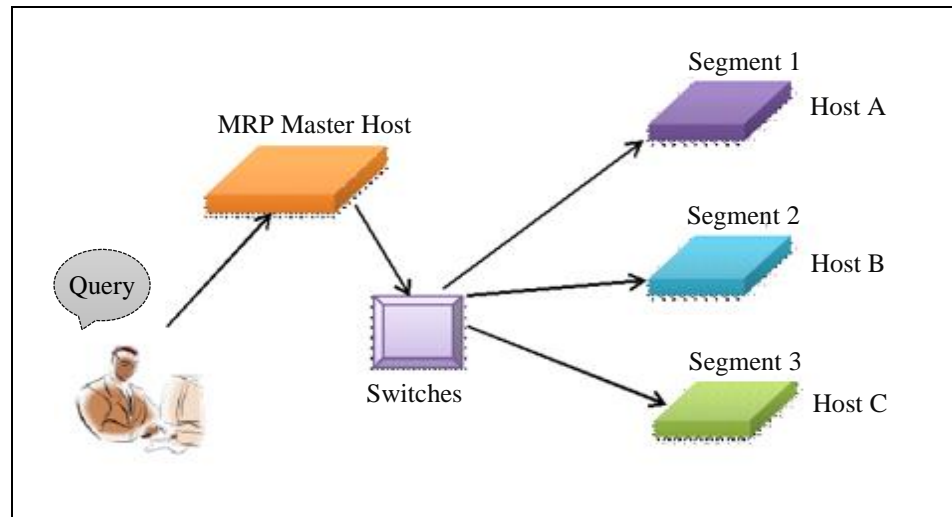 Segment 1
Host A
MRP Master Host
Segment 2
Host B
Query
Segment 3
Host C
Switches